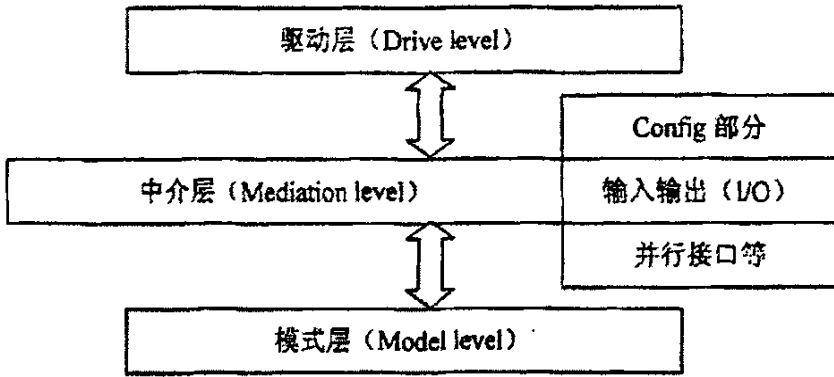 驱动层（Drive level）
Config 部分
中介层（Mediation level）
输入输出（I/O）
并行接口等
模式层（Model level）